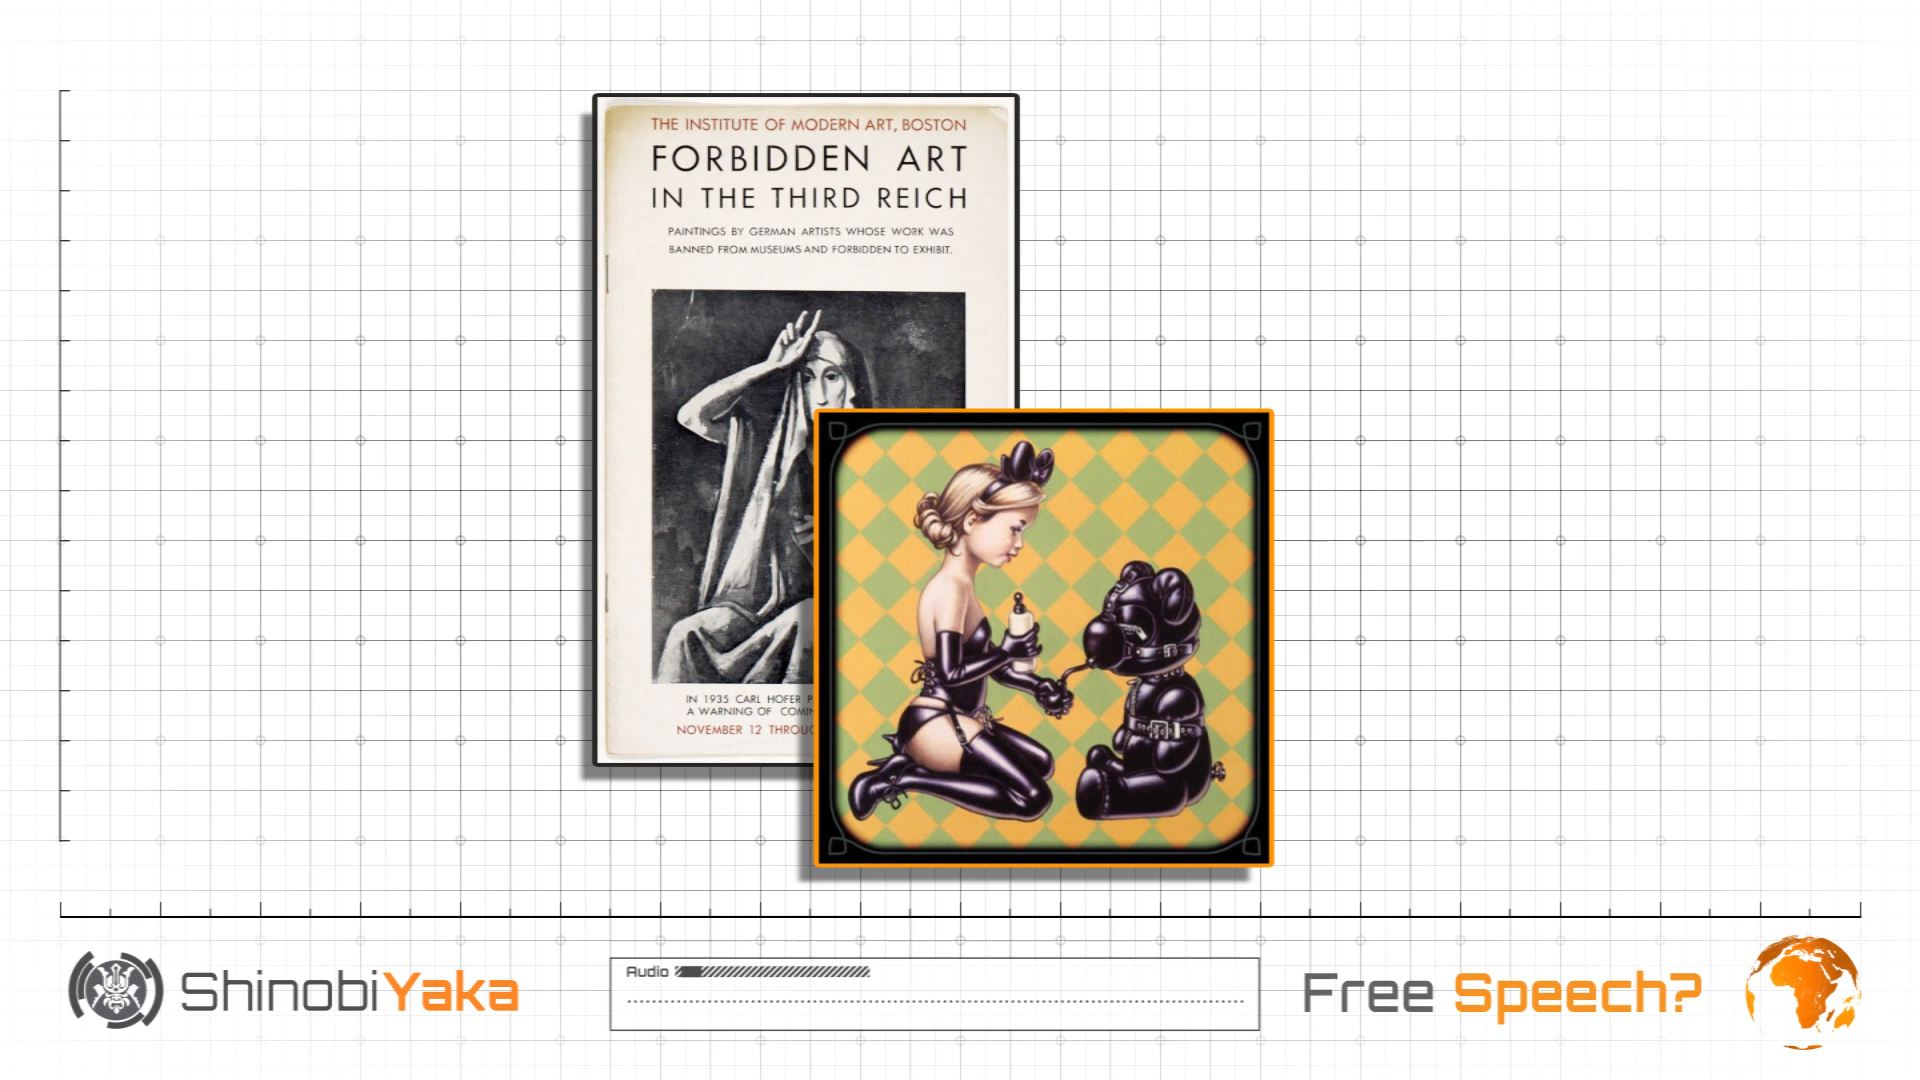 THE INSTITUTE OF MODERN ART, BOSTON
FORBIDDEN ART
IN THE THIRD REICH
PAINTINGS BY GERMAN ARTISTS WHOSE WORK WAS
BANNED FROM MUSEUMS AND FORBIDDEN TO EXHIBIT.
IN 1935 CARL HOFER
A WARNING OF
NOVEMBER 12
ShinobiYaka
Audio
Free Speech?